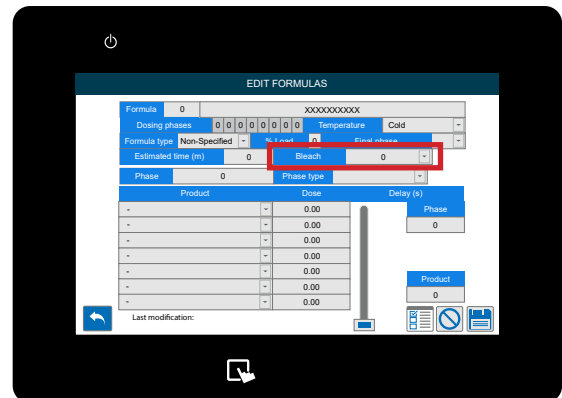 EDIT FORMULAS
Formula 0 XXXXXXXXXX
Dosing phases 0 0 0 0 0 0 0 0 Temperature Cold
Formula type Non-Specified % Load 0 Final phase -
Estimated time (m) 0 Bleach 0
Phase 0 Phase type
Product Dose Delay (s)
- 0.00 Phase
- 0.00 0
- 0.00
- 0.00
- 0.00 Product
- 0.00 0
- 0.00
Last modification: